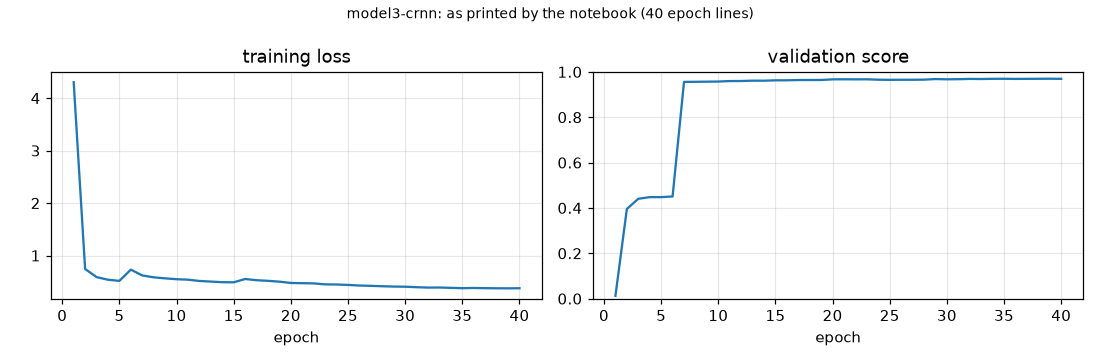 model3-crnn: as printed by the notebook (40 epoch lines)
training loss
validation score
4
3
2
1
0 5 10 15 20 25 30 35 40
epoch
1.0
0.8
0.6
0.4
0.2
0.0
0 5 10 15 20 25 30 35 40
epoch